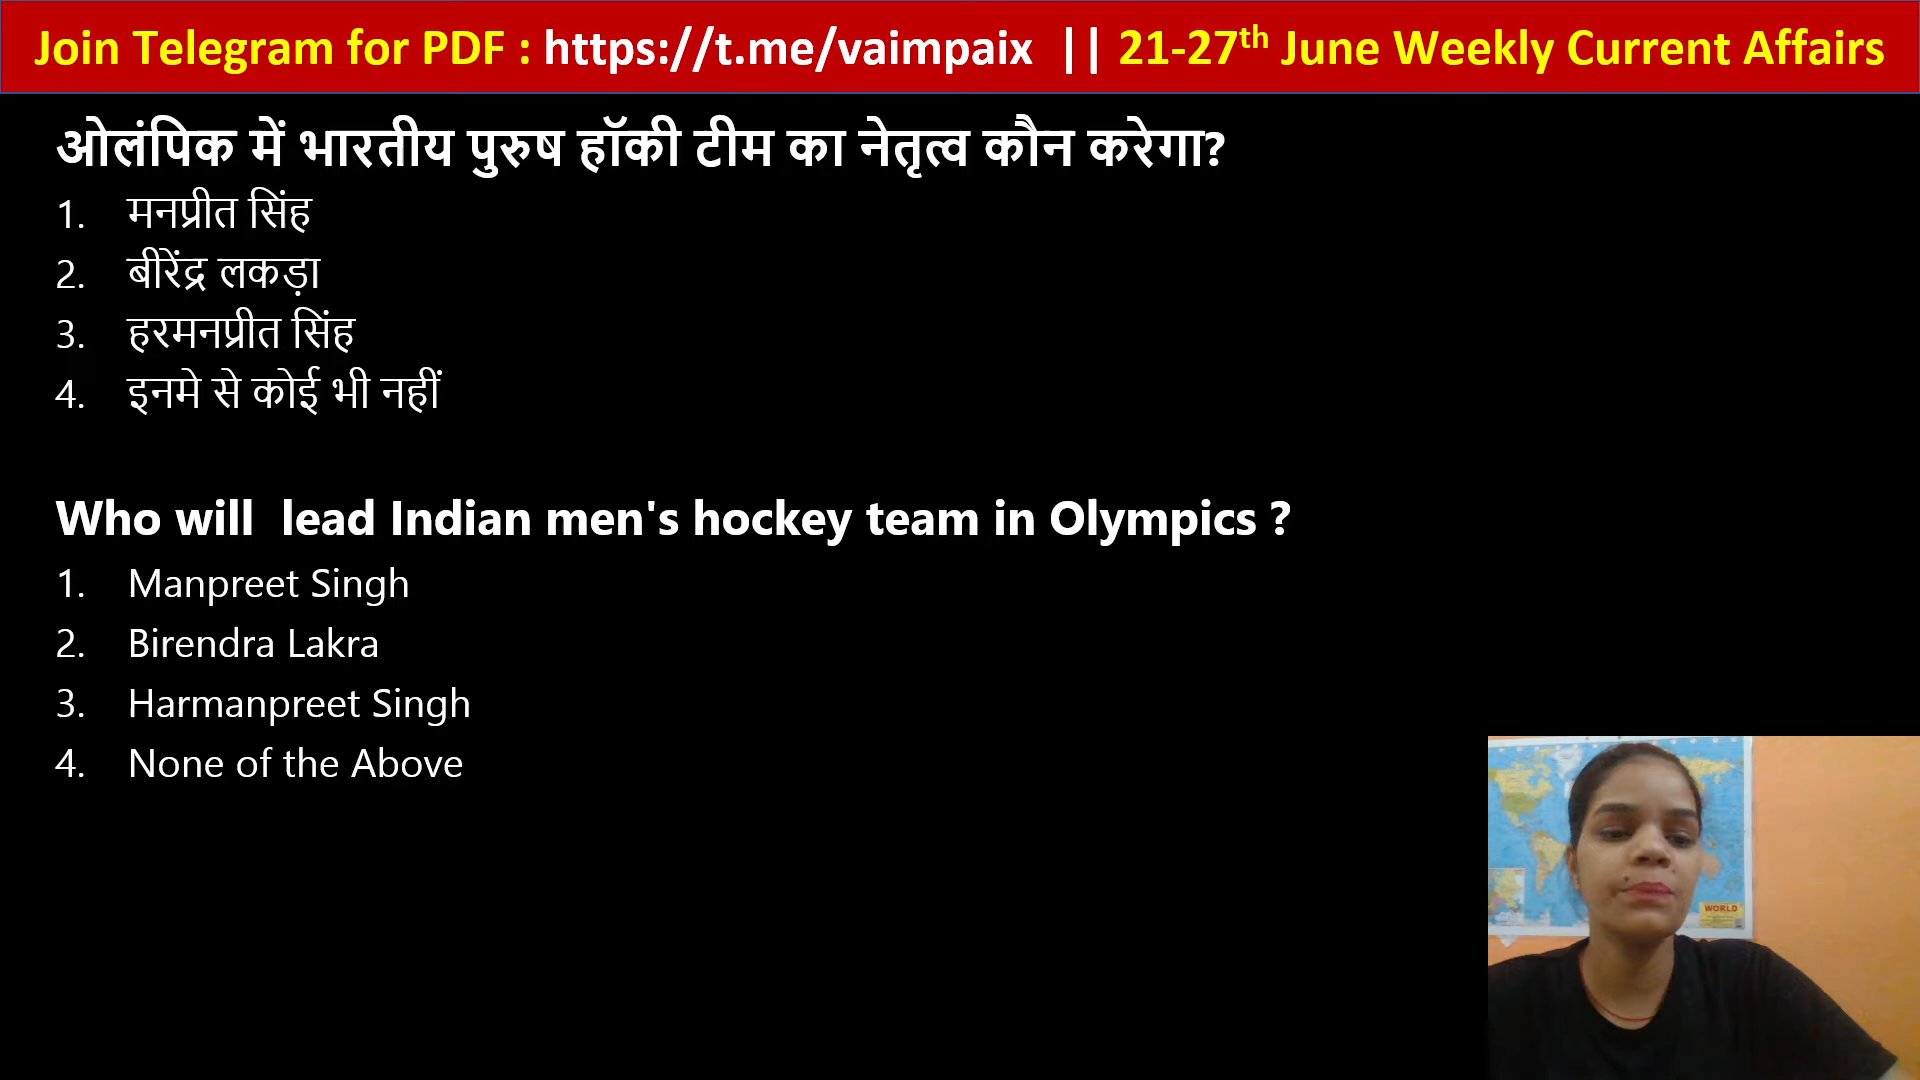 Join Telegram for PDF : https://t.me/vaimpaix || 21-27th June Weekly Current Affairs
ओलंपिक में भारतीय पुरुष हॉकी टीम का नेतृत्व कौन करेगा?
1. मनप्रीत सिंह
2. बीरेंद्र लकड़ा
3. हरमनप्रीत सिंह
4. इनमे से कोई भी नहीं
Who will lead Indian men's hockey team in Olympics ?
1. Manpreet Singh
2. Birendra Lakra
3. Harmanpreet Singh
4. None of the Above
WORLD